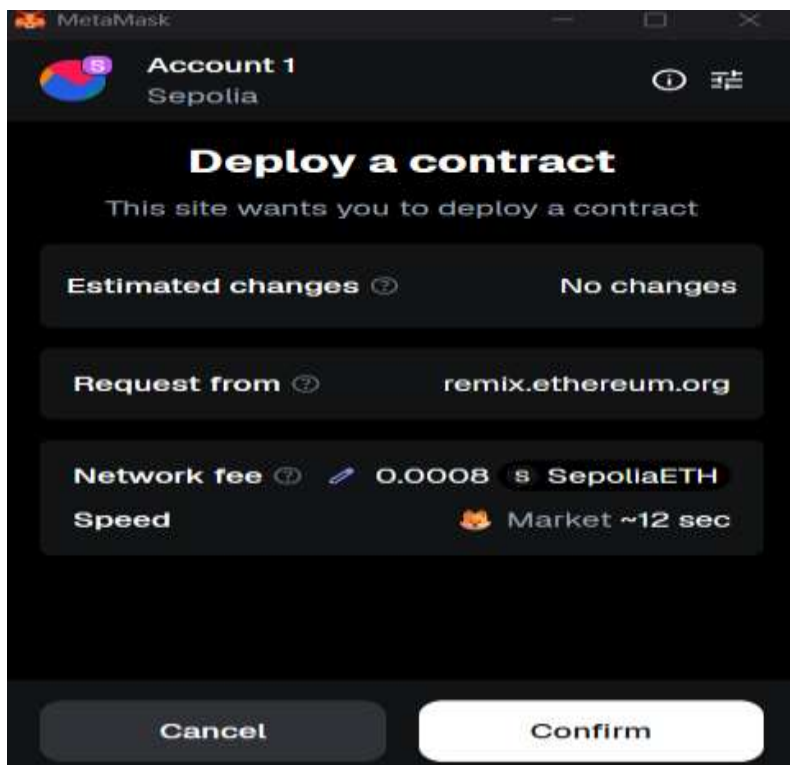 MetaMask
S
Account 1
Sepolia
Deploy a contract
This site wants you to deploy a contract
Estimated changes ? No changes
Request from ? remix.ethereum.org
Network fee ? 0.0008 S SepoliaETH
Speed Market ~12 sec
Cancel Confirm